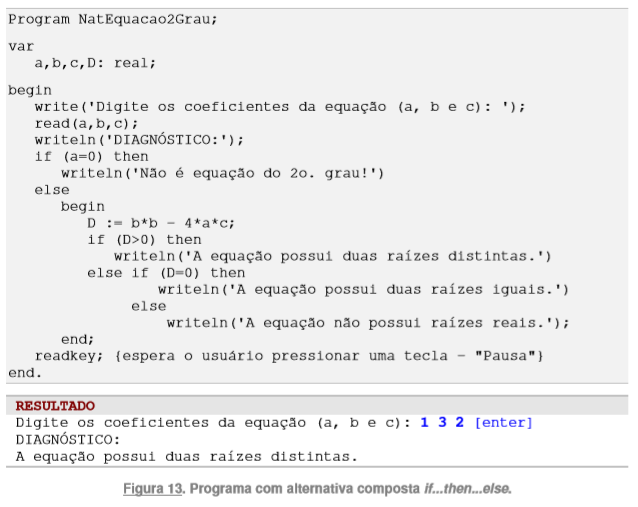 Program NatEquacao2Grau;
var
a,b,c,D: real;
begin
write('Digite os coeficientes da equação (a, b e c): ');
read(a,b,c);
writeln('DIAGNÓSTICO:');
if (a=0) then
writeln('Não é equação do 2o. grau!')
else
begin
D := b*b - 4*a*c;
if (D>0) then
writeln('A equação possui duas raízes distintas.')
else if (D=0) then
writeln('A equação possui duas raízes iguais.')
else
writeln('A equação não possui raízes reais.');
end;
readkey; {espera o usuário pressionar uma tecla - "Pausa"}
end.
RESULTADO
Digite os coeficientes da equação (a, b e c): 1 3 2 [enter]
DIAGNÓSTICO:
A equação possui duas raízes distintas.
Figura 13. Programa com alternativa composta if...then...else.